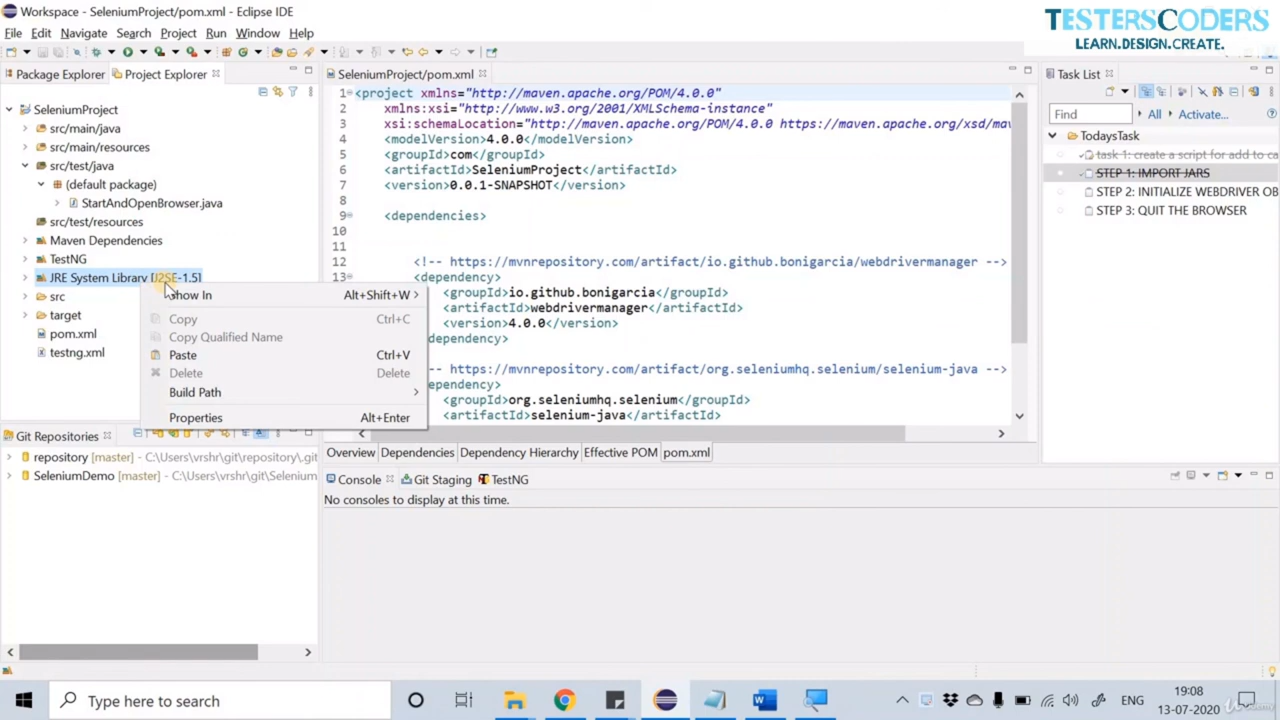 Workspace - SeleniumProject/pom.xml - Eclipse IDE
File Edit Navigate Search Project Run Window Help
TESTERSCODERS
LEARN.DESIGN.CREATE.
Package Explorer Project Explorer
SeleniumProject
src/main/java
src/main/resources
src/test/java
(default package)
StartAndOpenBrowser.java
src/test/resources
Maven Dependencies
TestNG
JRE System Library [J2SE-1.5]
src
target
pom.xml
testng.xml
Show In Alt+Shift+W
Copy Ctrl+C
Copy Qualified Name
Paste Ctrl+V
Delete Delete
Build Path
Properties Alt+Enter
Git Repositories
repository [master] - C:\Users\vrshr\git\repository\.git
SeleniumDemo [master] - C:\Users\vrshr\git\Selenium
SeleniumProject/pom.xml
1 <project xmlns="http://maven.apache.org/POM/4.0.0"
2 xmlns:xsi="http://www.w3.org/2001/XMLSchema-instance"
3 xsi:schemaLocation="http://maven.apache.org/POM/4.0.0 https://maven.apache.org/xsd/mav
4 <modelVersion>4.0.0</modelVersion>
5 <groupId>com</groupId>
6 <artifactId>SeleniumProject</artifactId>
7 <version>0.0.1-SNAPSHOT</version>
8
9 <dependencies>
10
11
12 <!-- https://mvnrepository.com/artifact/io.github.bonigarcia/webdrivermanager -->
13 <dependency>
<groupId>io.github.bonigarcia</groupId>
<artifactId>webdrivermanager</artifactId>
<version>4.0.0</version>
dependency>
-- https://mvnrepository.com/artifact/org.seleniumhq.selenium/selenium-java -->
ependency>
<groupId>org.seleniumhq.selenium</groupId>
<artifactId>selenium-java</artifactId>
Overview Dependencies Dependency Hierarchy Effective POM pom.xml
Console Git Staging TestNG
No consoles to display at this time.
Task List
Find All Activate...
TodaysTask
task 1: create a script for add to ca
STEP 1: IMPORT JARS
STEP 2: INITIALIZE WEBDRIVER OB
STEP 3: QUIT THE BROWSER
Type here to search
ENG
19:08
13-07-2020
Udemy